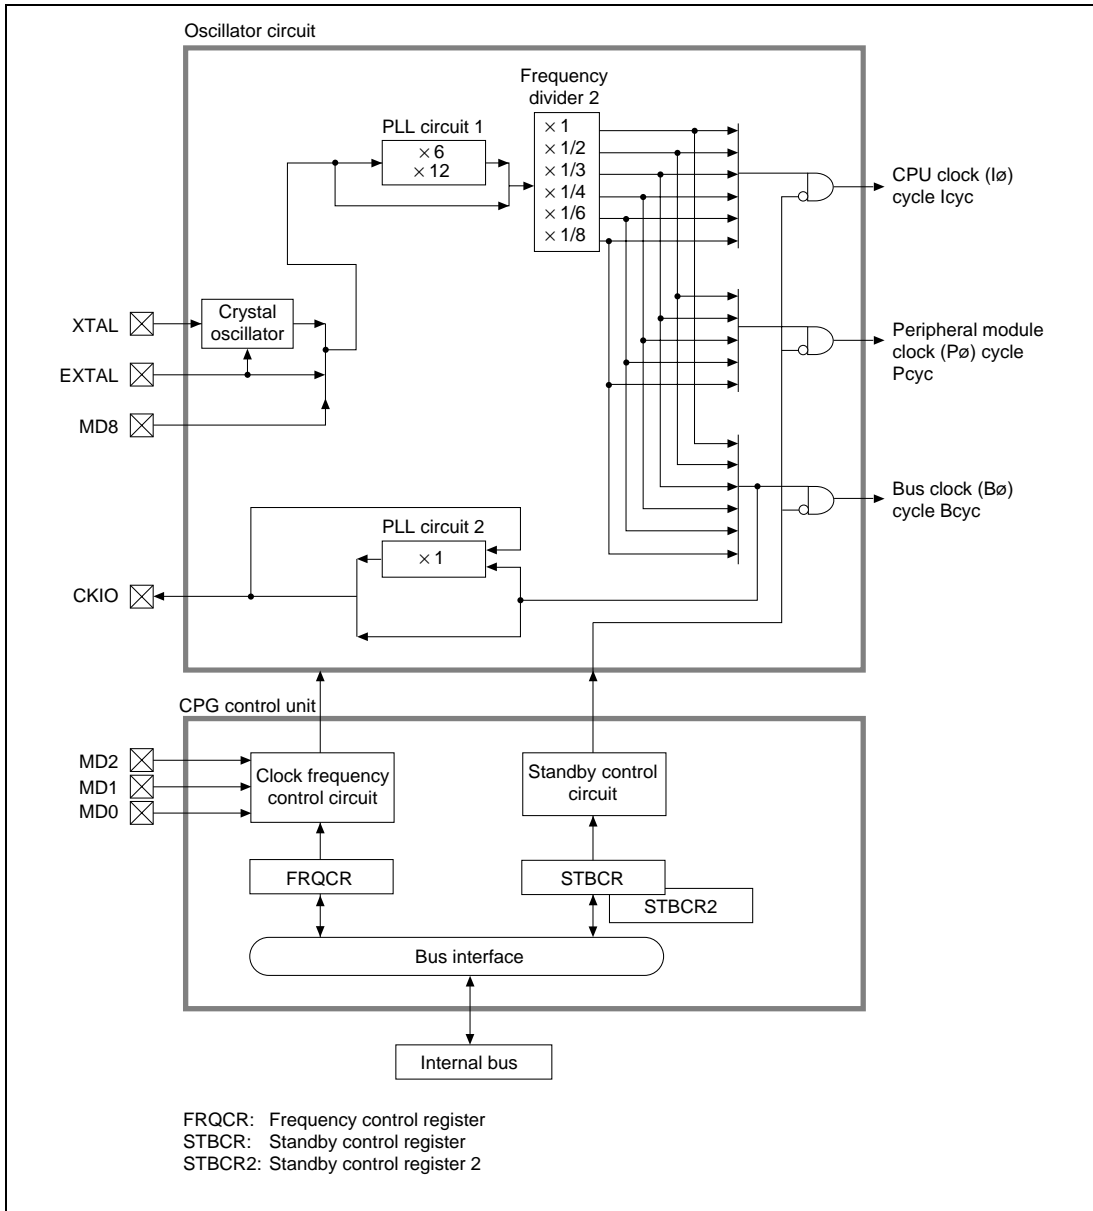 Oscillator circuit
Frequency
divider 2
PLL circuit 1
× 6
× 12
× 1
× 1/2
× 1/3
× 1/4
× 1/6
× 1/8
CPU clock (Iø)
cycle Icyc
XTAL
Crystal
oscillator
EXTAL
MD8
Peripheral module
clock (Pø) cycle
Pcyc
Bus clock (Bø)
cycle Bcyc
PLL circuit 2
× 1
CKIO
CPG control unit
MD2
MD1
MD0
Clock frequency
control circuit
Standby control
circuit
FRQCR
STBCR
STBCR2
Bus interface
Internal bus
FRQCR: Frequency control register
STBCR: Standby control register
STBCR2: Standby control register 2